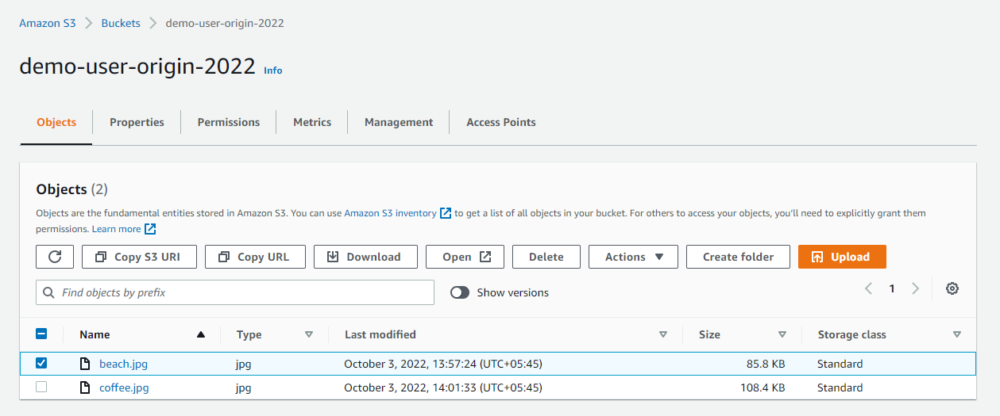 Amazon S3 > Buckets > demo-user-origin-2022
demo-user-origin-2022 Info
Objects Properties Permissions Metrics Management Access Points
Objects (2)
Objects are the fundamental entities stored in Amazon S3. You can use Amazon S3 inventory to get a list of all objects in your bucket. For others to access your objects, you'll need to explicitly grant them
permissions. Learn more
Copy S3 URI Copy URL Download Open Delete Actions Create folder Upload
Find objects by prefix Show versions 1
Name Type Last modified Size Storage class
beach.jpg jpg October 3, 2022, 13:57:24 (UTC+05:45) 85.8 KB Standard
coffee.jpg jpg October 3, 2022, 14:01:33 (UTC+05:45) 108.4 KB Standard